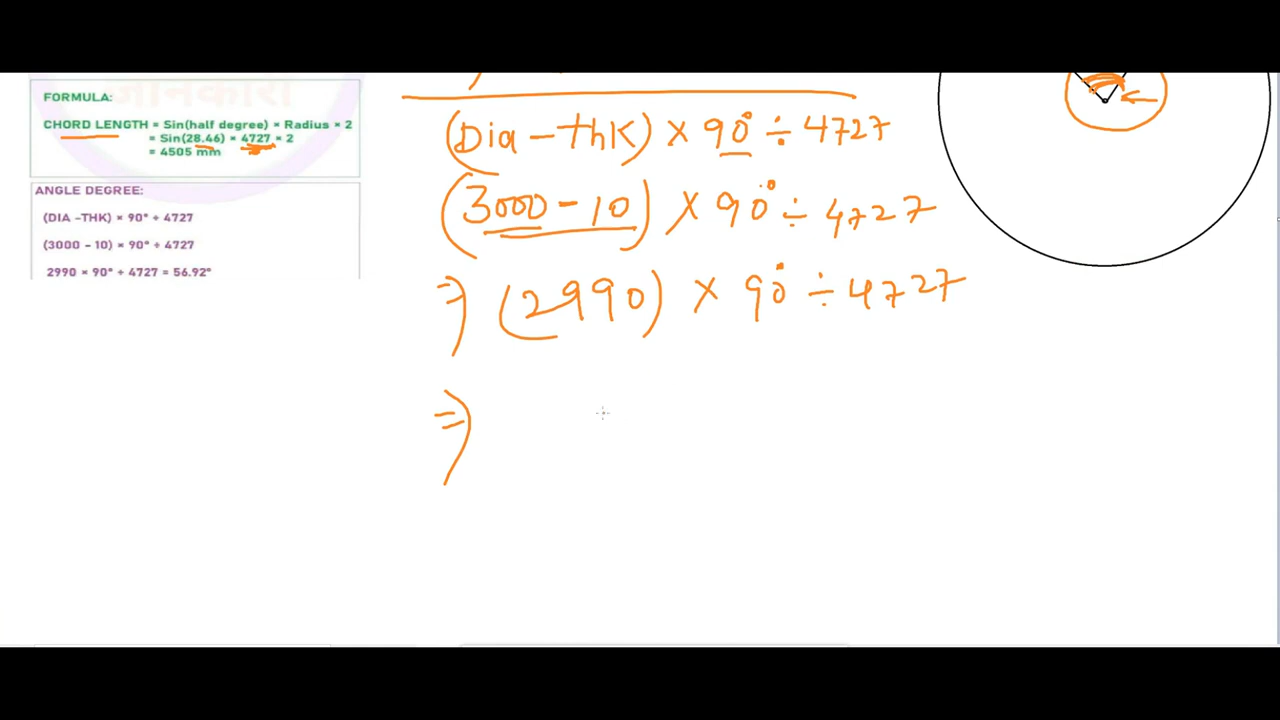 जानकारी
FORMULA:
CHORD LENGTH = Sin(half degree) × Radius × 2
= Sin(28.46) × 4727 × 2
= 4505 mm
ANGLE DEGREE:
(DIA –THK) × 90° ÷ 4727
(3000 - 10) × 90° ÷ 4727
2990 × 90° ÷ 4727 = 56.92°
(Dia - Thk) × 90° ÷ 4727
(3000 - 10) × 90° ÷ 4727
⇒ (2990) × 90° ÷ 4727
⇒